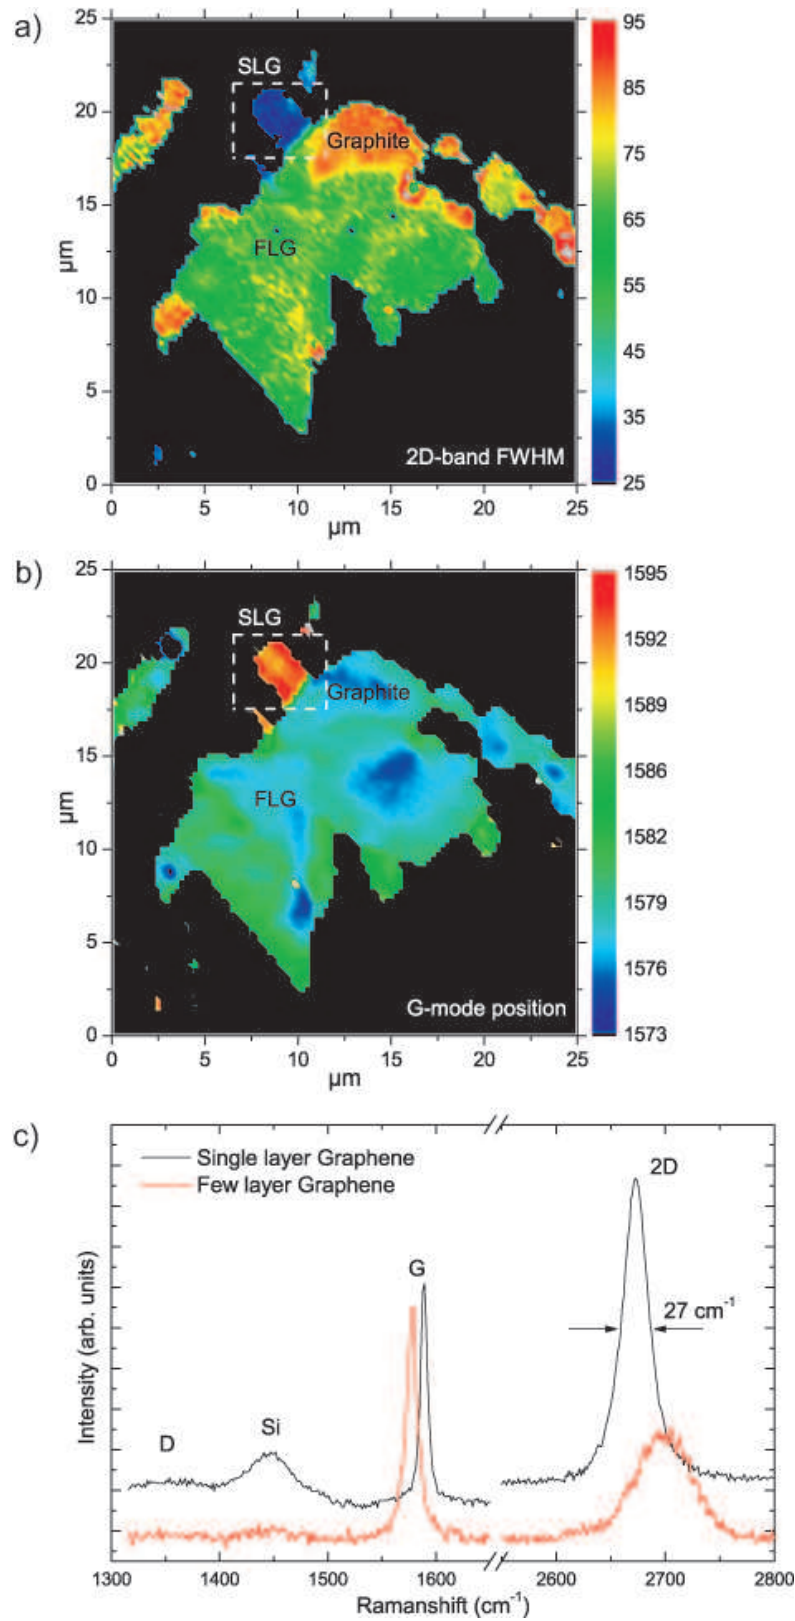 a)
25
20
15
10
5
0
µm
SLG
Graphite
FLG
2D-band FWHM
0 5 10 15 20 25
µm
95
85
75
65
55
45
35
25
b)
25
20
15
10
5
0
µm
SLG
Graphite
FLG
G-mode position
0 5 10 15 20 25
µm
1595
1592
1589
1586
1582
1579
1576
1573
c)
Single layer Graphene
Few layer Graphene
2D
G
27 cm⁻¹
Si
D
Intensity (arb. units)
1300 1400 1500 1600 2600 2700 2800
Ramanshift (cm⁻¹)